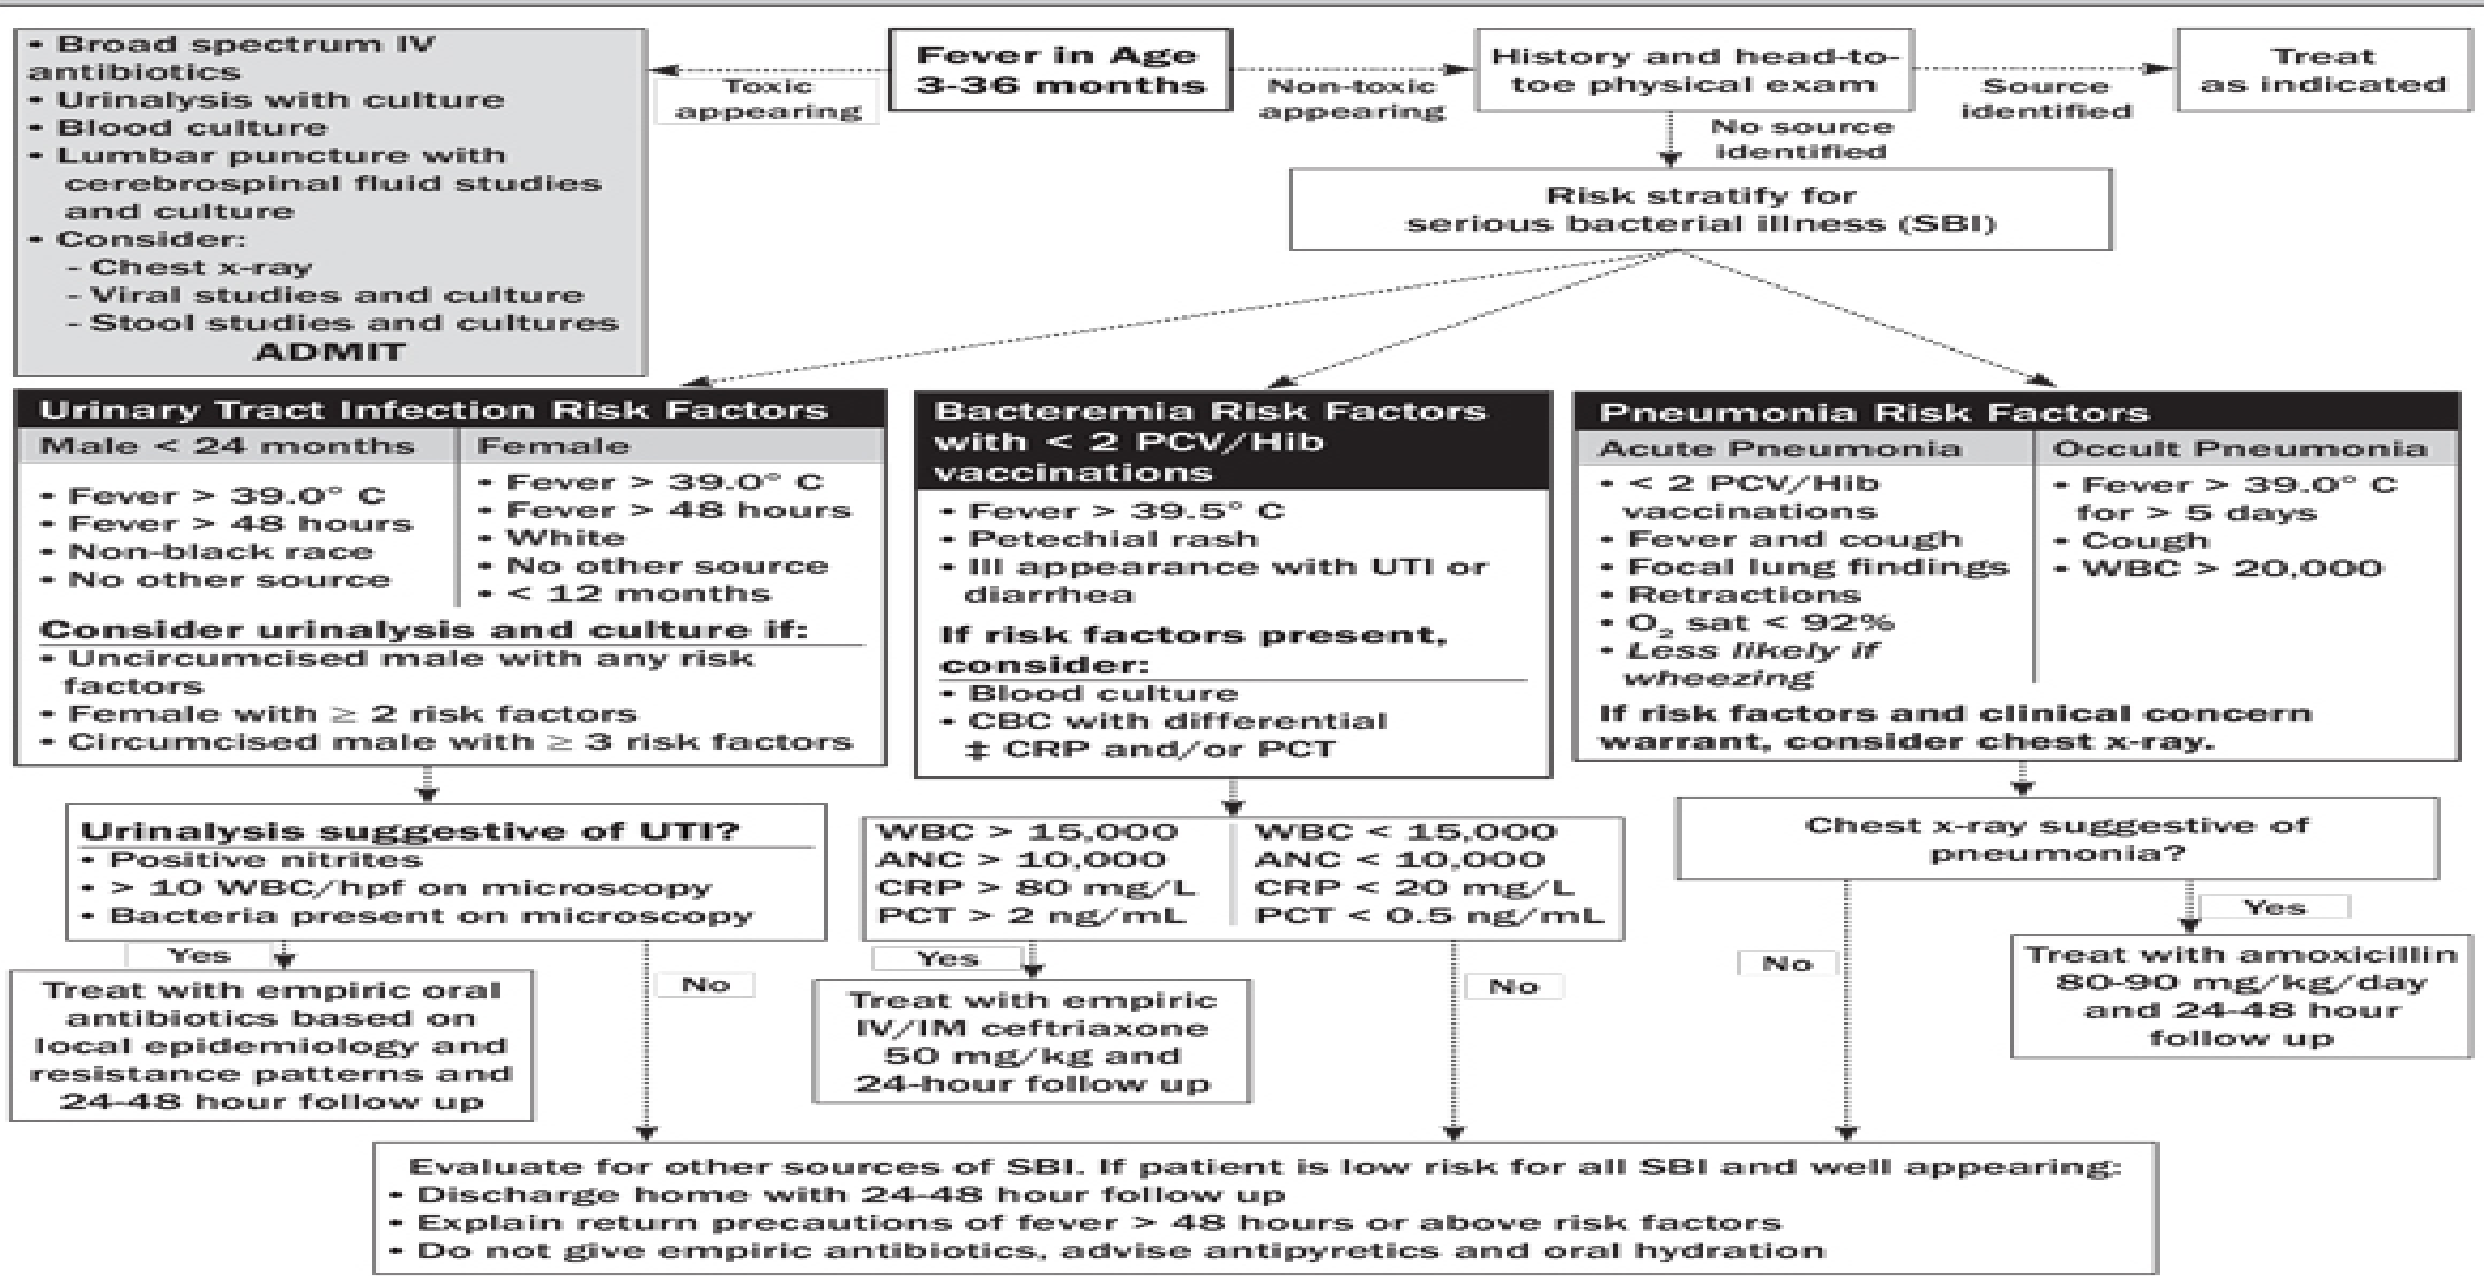 • Broad spectrum IV
antibiotics
• Urinalysis with culture
• Blood culture
• Lumbar puncture with
cerebrospinal fluid studies
and culture
• Consider:
- Chest x-ray
- Viral studies and culture
- Stool studies and cultures
ADMIT
Toxic
appearing
Fever in Age
3-36 months
Non-toxic
appearing
History and head-to-
toe physical exam
Source
identified
Treat
as indicated
No source
identified
Risk stratify for
serious bacterial illness (SBI)
Urinary Tract Infection Risk Factors
Male < 24 months
• Fever > 39.0° C
• Fever > 48 hours
• Non-black race
• No other source
Female
• Fever > 39.0° C
• Fever > 48 hours
• White
• No other source
• < 12 months
Consider urinalysis and culture if:
• Uncircumcised male with any risk
factors
• Female with ≥ 2 risk factors
• Circumcised male with ≥ 3 risk factors
Bacteremia Risk Factors
with < 2 PCV/Hib
vaccinations
• Fever > 39.5° C
• Petechial rash
• Ill appearance with UTI or
diarrhea
If risk factors present,
consider:
• Blood culture
• CBC with differential
‡ CRP and/or PCT
Pneumonia Risk Factors
Acute Pneumonia
• < 2 PCV/Hib
vaccinations
• Fever and cough
• Focal lung findings
• Retractions
• O₂ sat < 92%
• Less likely if
wheezing
Occult Pneumonia
• Fever > 39.0° C
for > 5 days
• Cough
• WBC > 20,000
If risk factors and clinical concern
warrant, consider chest x-ray.
Urinalysis suggestive of UTI?
• Positive nitrites
• > 10 WBC/hpf on microscopy
• Bacteria present on microscopy
WBC > 15,000
ANC > 10,000
CRP > 80 mg/L
PCT > 2 ng/mL
WBC < 15,000
ANC < 10,000
CRP < 20 mg/L
PCT < 0.5 ng/mL
Chest x-ray suggestive of
pneumonia?
Yes
Treat with empiric oral
antibiotics based on
local epidemiology and
resistance patterns and
24-48 hour follow up
No
Yes
Treat with empiric
IV/IM ceftriaxone
50 mg/kg and
24-hour follow up
No
No
Yes
Treat with amoxicillin
80-90 mg/kg/day
and 24-48 hour
follow up
Evaluate for other sources of SBI. If patient is low risk for all SBI and well appearing:
• Discharge home with 24-48 hour follow up
• Explain return precautions of fever > 48 hours or above risk factors
• Do not give empiric antibiotics, advise antipyretics and oral hydration